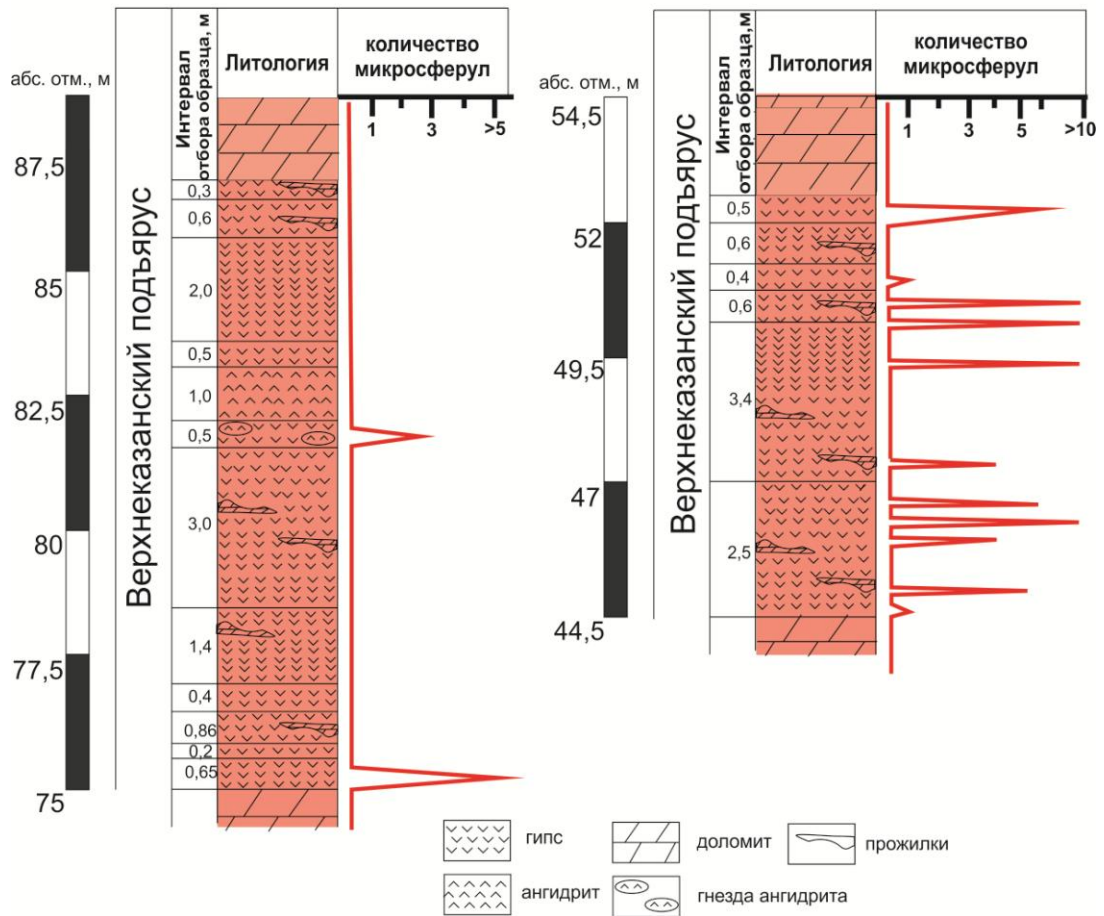 абс. отм., м
87,5
85
82,5
80
77,5
75
Верхнеказанский подъярус
Интервал
отбора образца, м
Литология
количество
микросферул
1
3
>5
0,3
0,6
2,0
0,5
1,0
0,5
3,0
1,4
0,4
0,86
0,2
0,65
абс. отм., м
54,5
52
49,5
47
44,5
Верхнеказанский подъярус
Интервал
отбора образца, м
Литология
количество
микросферул
1
3
5
>10
0,5
0,6
0,4
0,6
3,4
2,5
гипс
доломит
прожилки
ангидрит
гнезда ангидрита